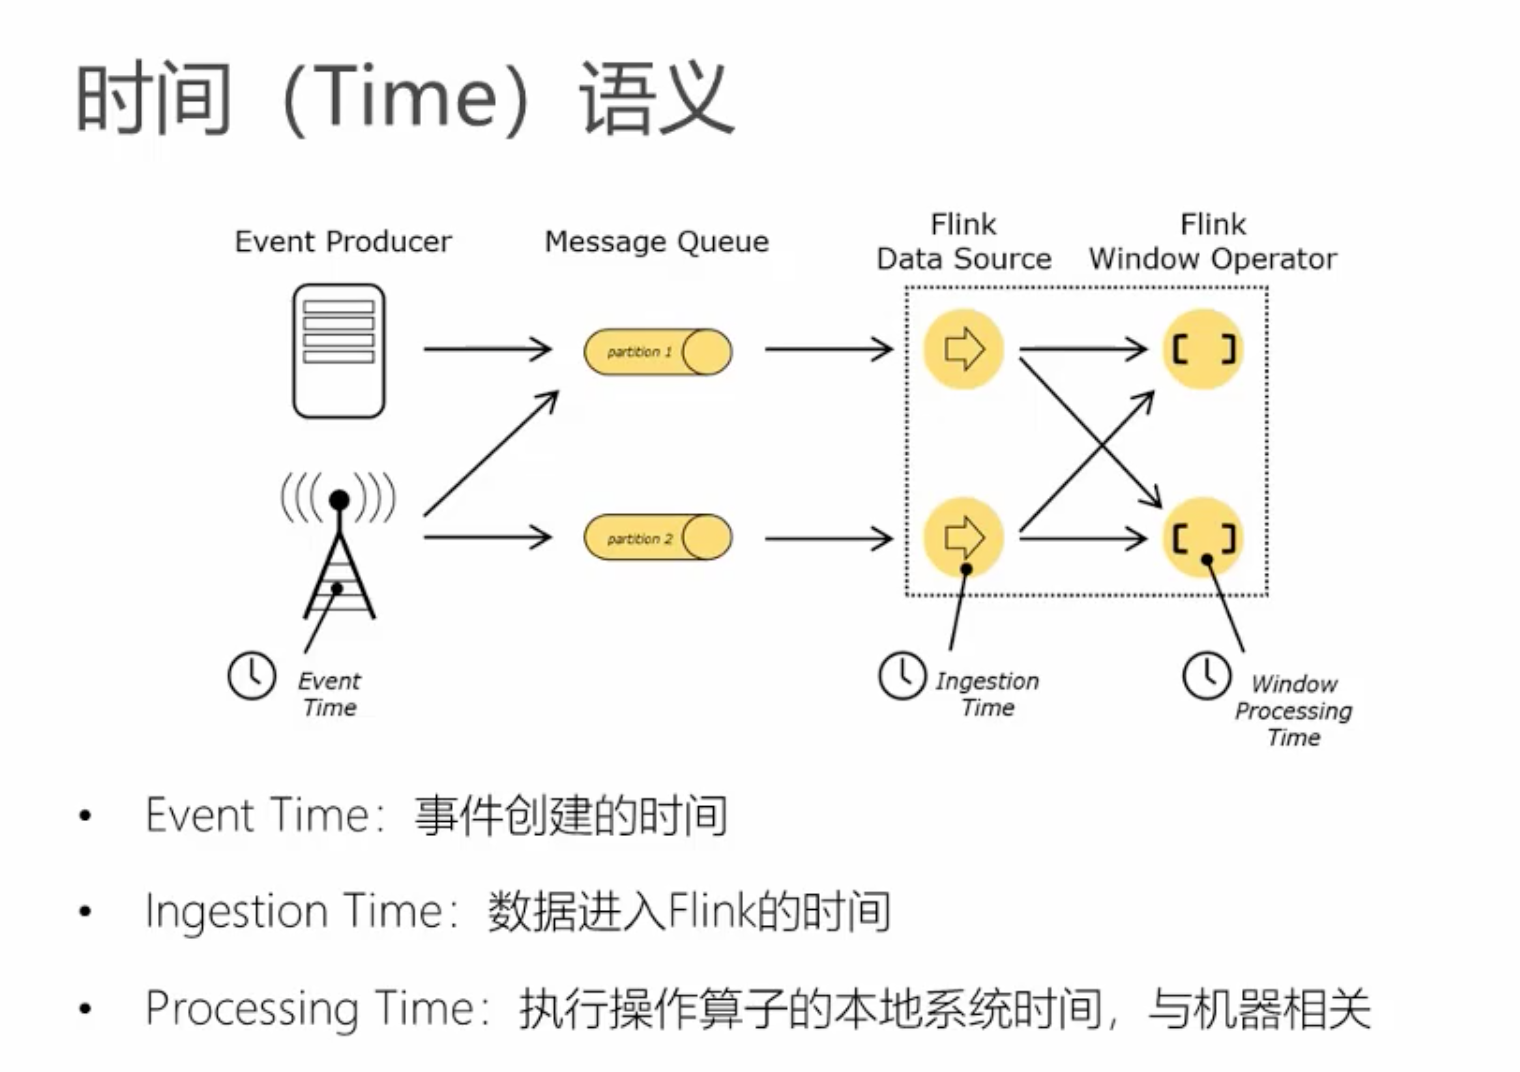 时间（Time）语义
Event Producer
Message Queue
Flink
Data Source
Flink
Window Operator
partition 1
partition 2
Event
Time
Ingestion
Time
Window
Processing
Time
• Event Time：事件创建的时间
• Ingestion Time：数据进入Flink的时间
• Processing Time：执行操作算子的本地系统时间，与机器相关